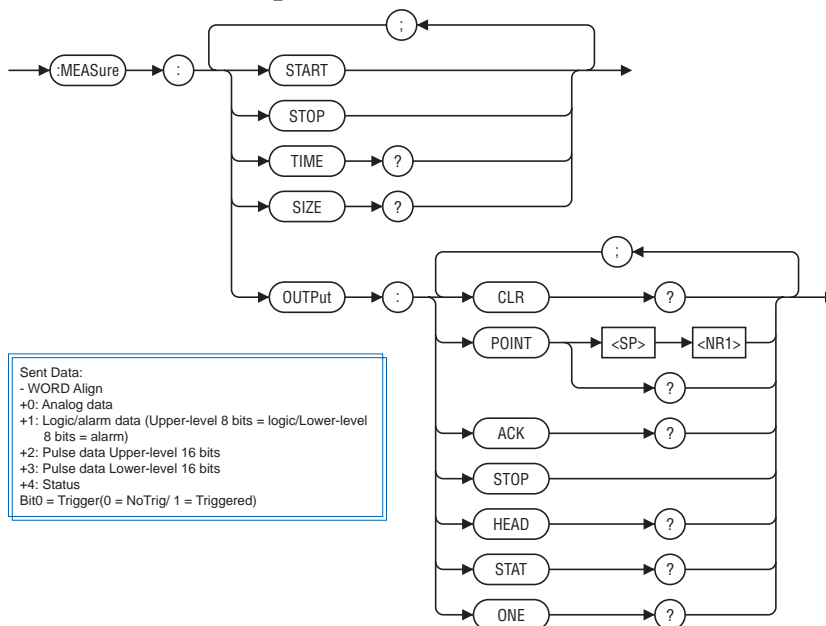 ;
:MEASure : START
STOP
TIME ?
SIZE ?
OUTPut :
;
CLR ?
POINT <SP> <NR1>
?
ACK ?
STOP
HEAD ?
STAT ?
ONE ?
Sent Data:
- WORD Align
+0: Analog data
+1: Logic/alarm data (Upper-level 8 bits = logic/Lower-level
8 bits = alarm)
+2: Pulse data Upper-level 16 bits
+3: Pulse data Lower-level 16 bits
+4: Status
Bit0 = Trigger(0 = NoTrig/ 1 = Triggered)